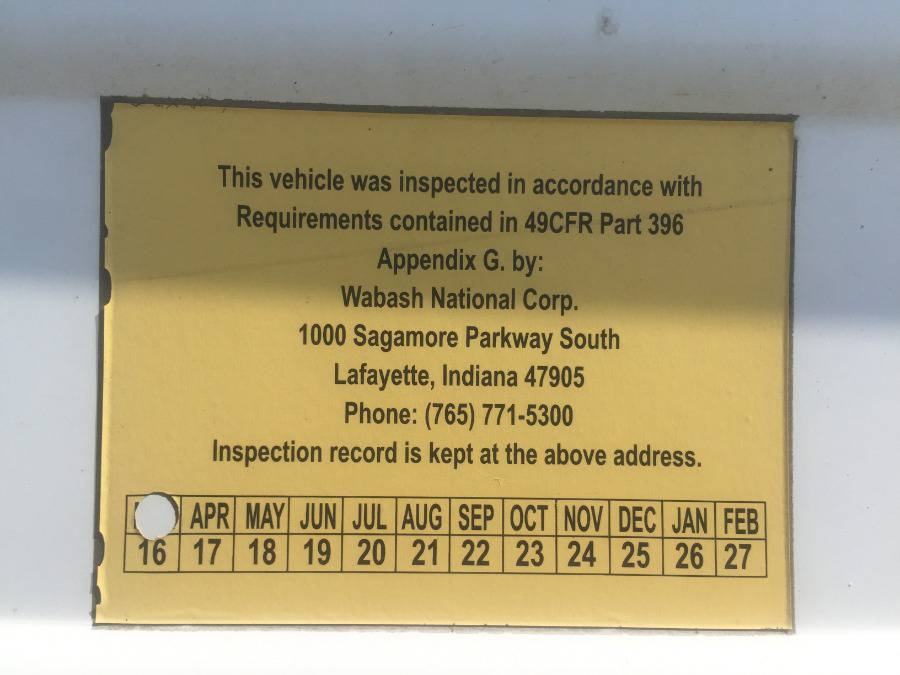 This vehicle was inspected in accordance with
Requirements contained in 49CFR Part 396
Appendix G. by:
Wabash National Corp.
1000 Sagamore Parkway South
Lafayette, Indiana 47905
Phone: (765) 771-5300
Inspection record is kept at the above address.
APR MAY JUN JUL AUG SEP OCT NOV DEC JAN FEB
16 17 18 19 20 21 22 23 24 25 26 27